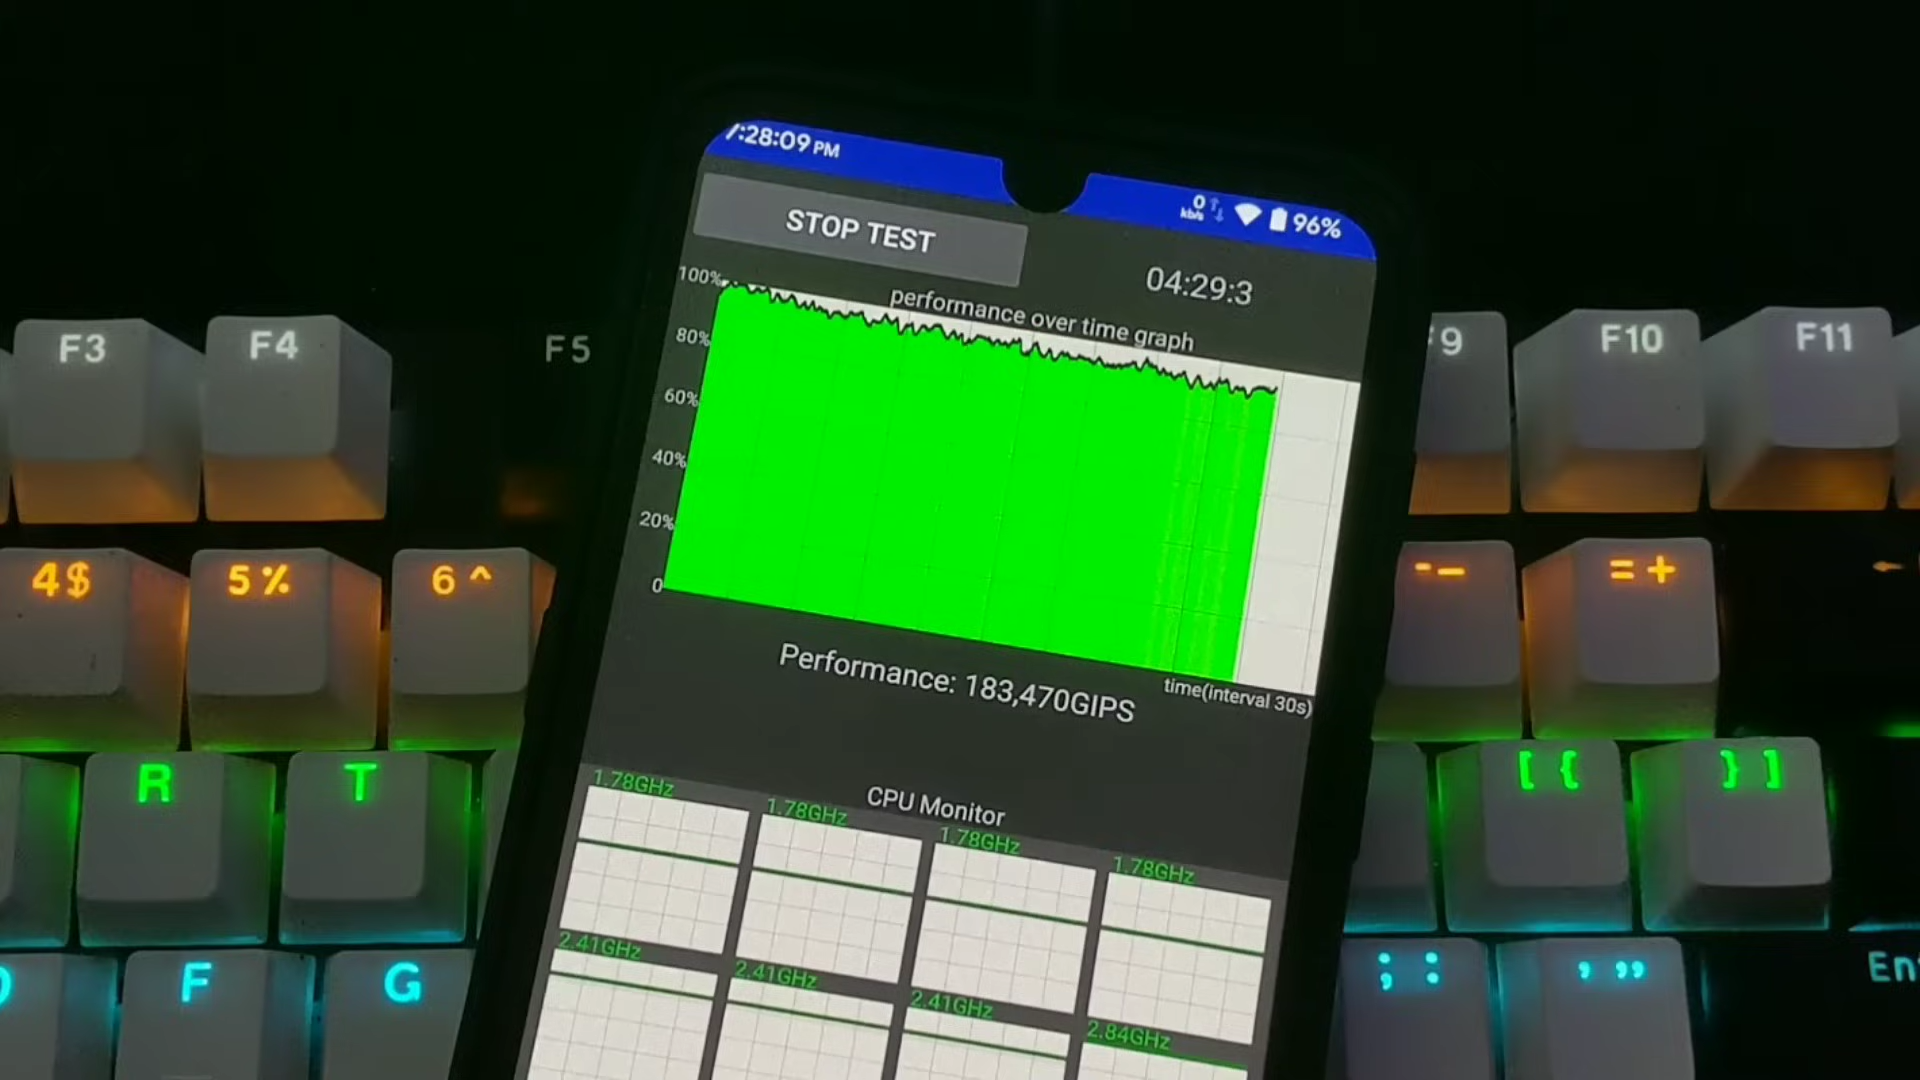 7:28:09 PM
0 kb/s
96%
STOP TEST
04:29:3
performance over time graph
100%
80%
60%
40%
20%
0
time(interval 30s)
Performance: 183,470GIPS
CPU Monitor
1.78GHz
1.78GHz
1.78GHz
1.78GHz
2.41GHz
2.41GHz
2.41GHz
2.84GHz
F3
F4
F5
F9
F10
F11
4$
5%
6^
--
=+
R
T
[{
}]
F
G
;:
,"